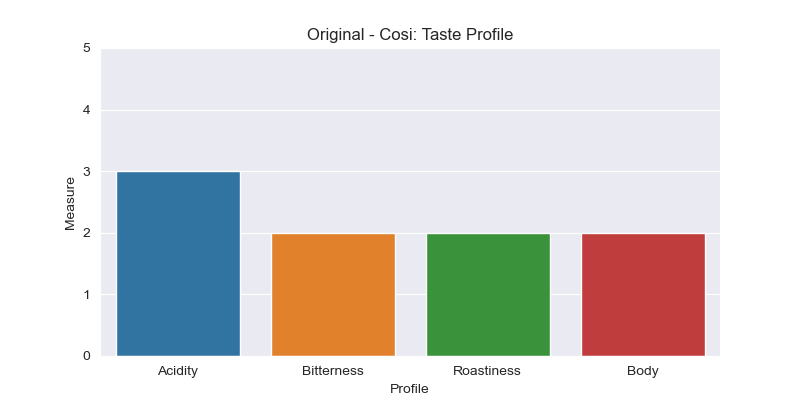 Original - Cosi: Taste Profile
5
4
3
2
1
0
Measure
Acidity Bitterness Roastiness Body
Profile